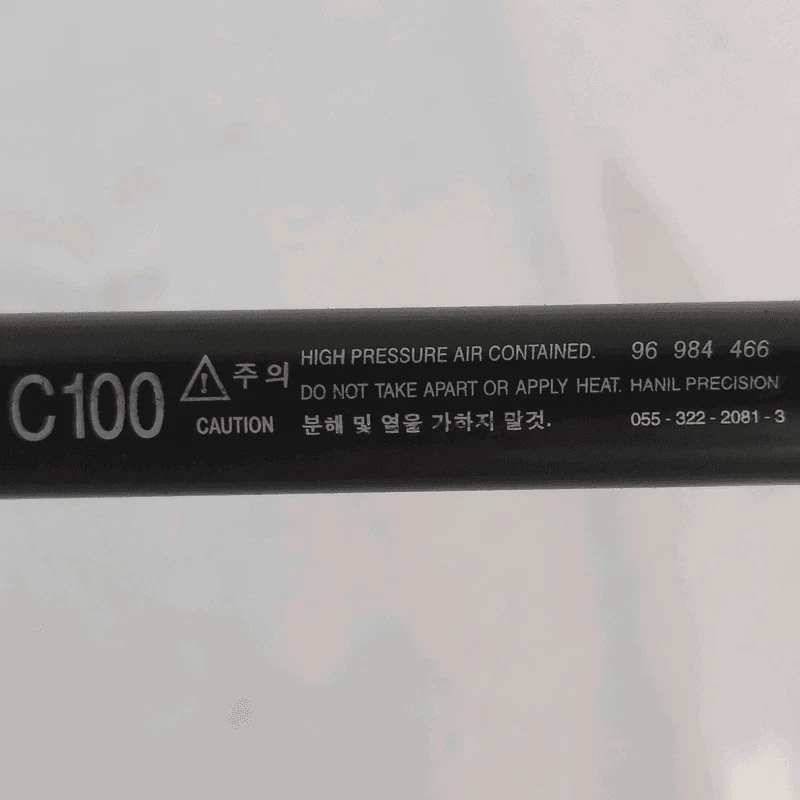 C100
주의
CAUTION
HIGH PRESSURE AIR CONTAINED.
DO NOT TAKE APART OR APPLY HEAT.
분해 및 열을 가하지 말것.
96 984 466
HANIL PRECISION
055-322-2081-3